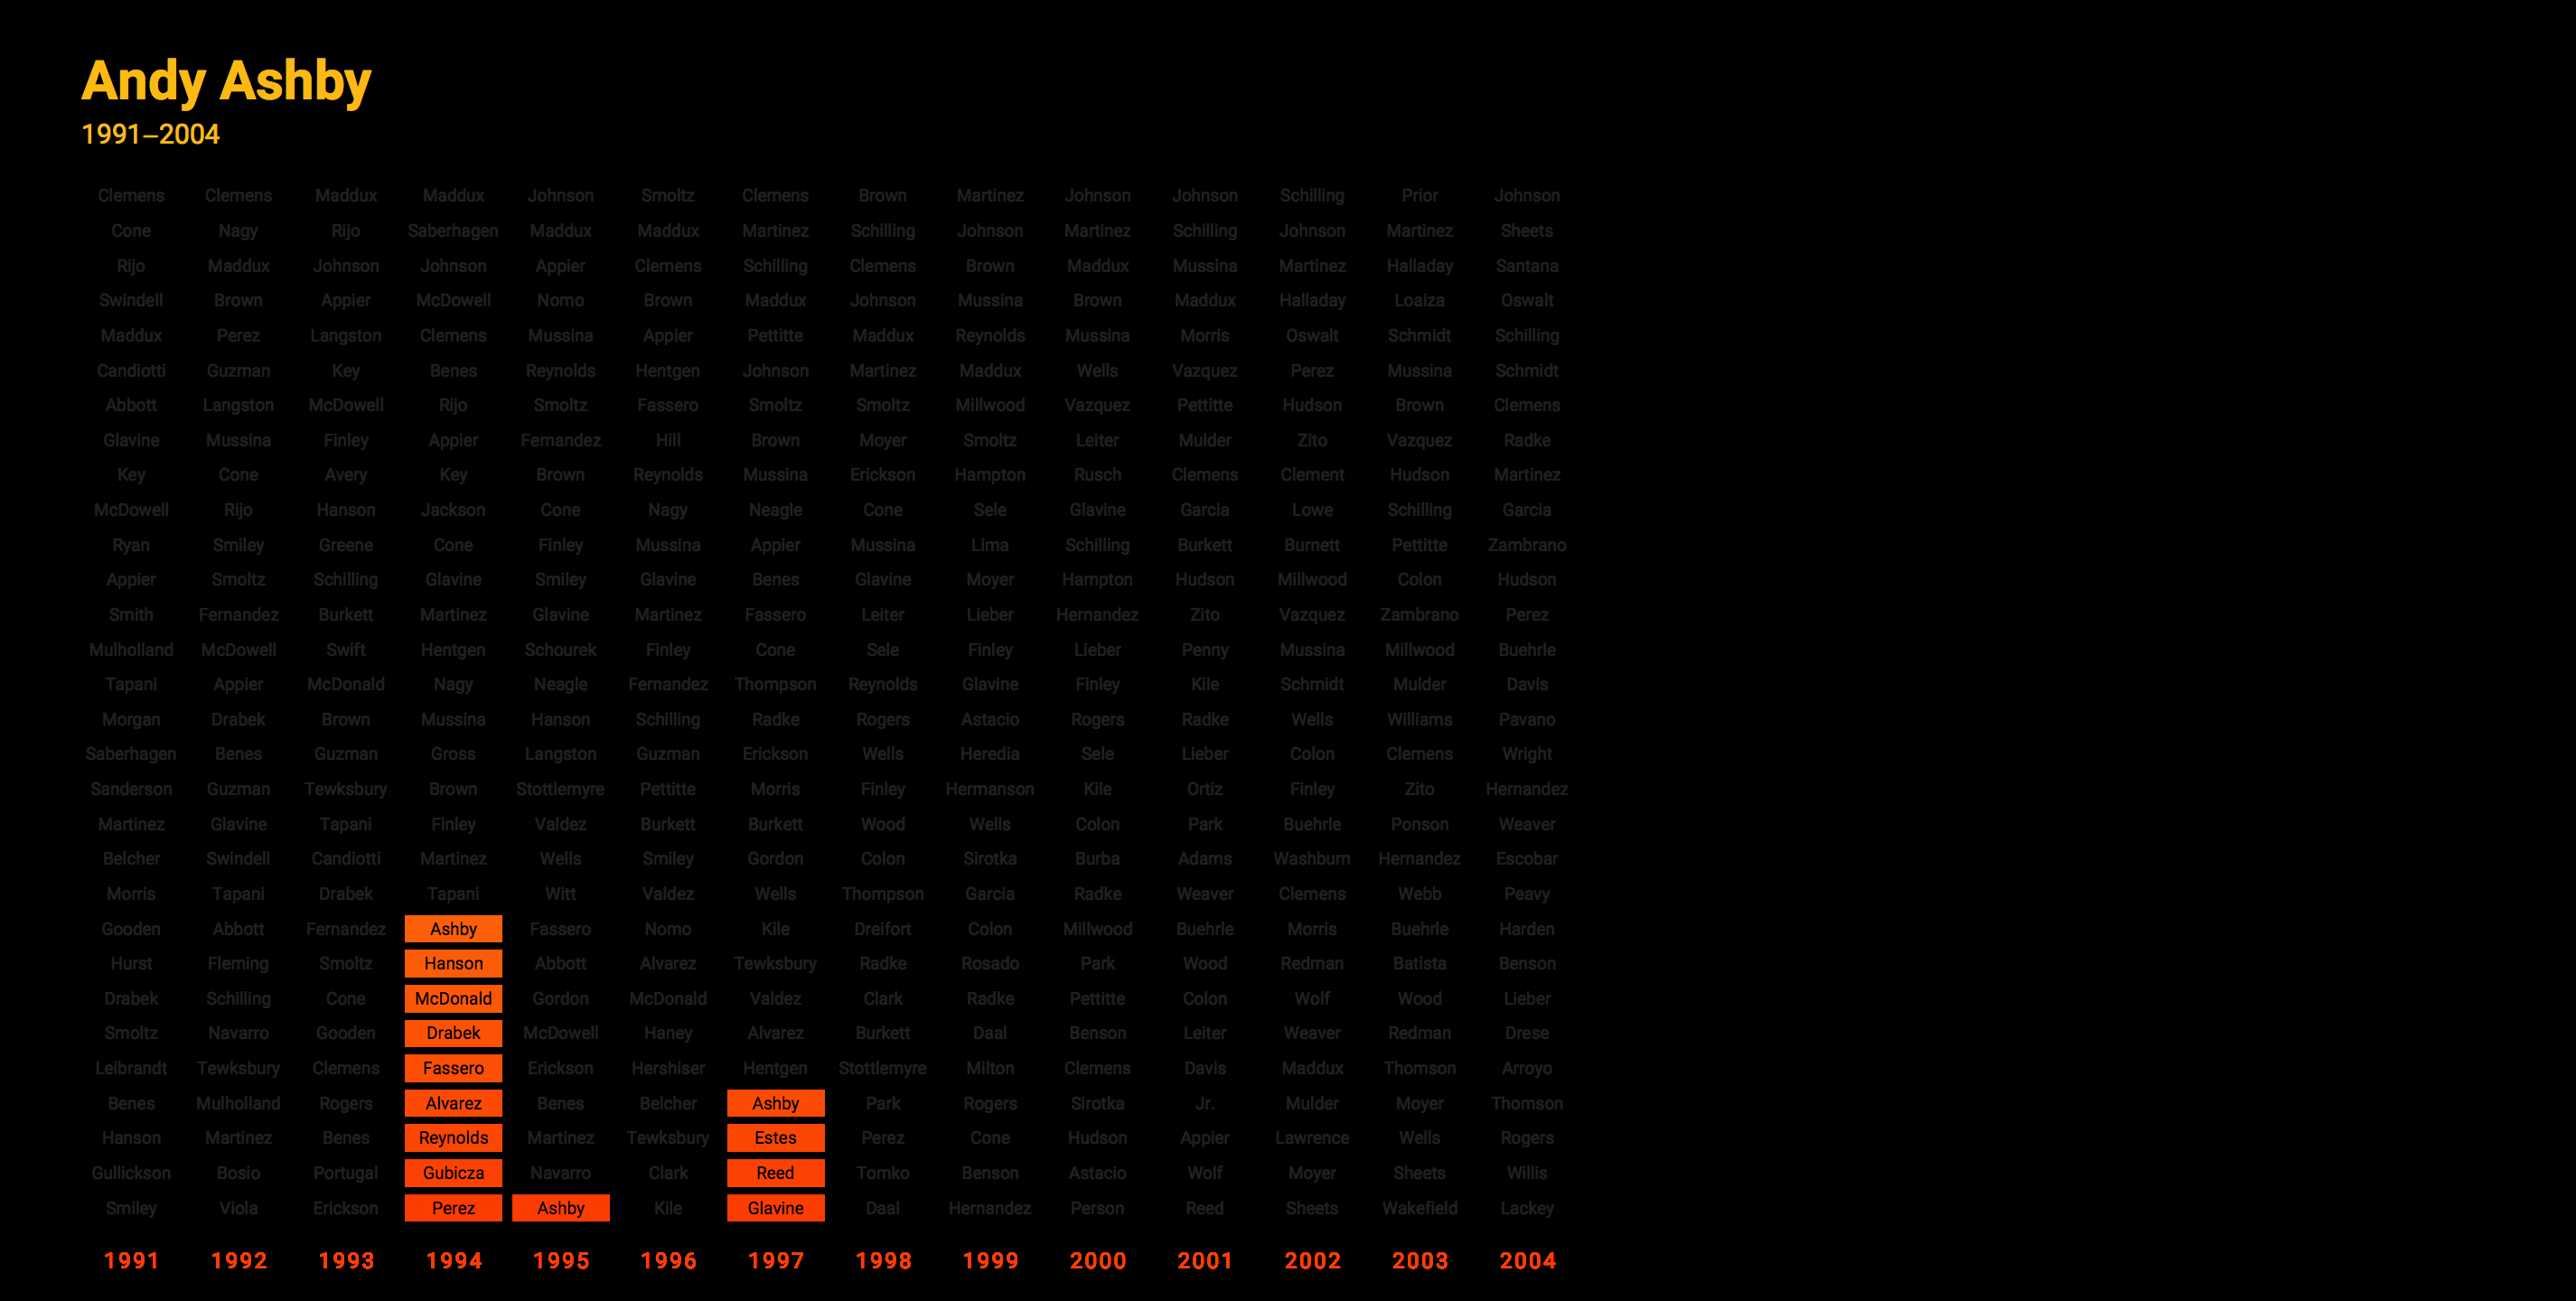 Andy Ashby
1991–2004
Clemens Clemens Maddux Maddux Johnson Smoltz Clemens Brown Martinez Johnson Johnson Schilling Prior Johnson
Cone Nagy Rijo Saberhagen Maddux Maddux Martinez Schilling Johnson Martinez Schilling Johnson Martinez Sheets
Rijo Maddux Johnson Johnson Appier Clemens Schilling Clemens Brown Maddux Mussina Martinez Halladay Santana
Swindell Brown Appier McDowell Nomo Brown Maddux Johnson Mussina Brown Maddux Halladay Loaiza Oswalt
Maddux Perez Langston Clemens Mussina Appier Pettitte Maddux Reynolds Mussina Morris Oswalt Schmidt Schilling
Candiotti Guzman Key Benes Reynolds Hentgen Johnson Martinez Maddux Wells Vazquez Perez Mussina Schmidt
Abbott Langston McDowell Rijo Smoltz Fassero Smoltz Smoltz Millwood Vazquez Pettitte Hudson Brown Clemens
Glavine Mussina Finley Appier Fernandez Hill Brown Moyer Smoltz Leiter Mulder Zito Vazquez Radke
Key Cone Avery Key Brown Reynolds Mussina Erickson Hampton Rusch Clemens Clement Hudson Martinez
McDowell Rijo Hanson Jackson Cone Nagy Neagle Cone Sele Glavine Garcia Lowe Schilling Garcia
Ryan Smiley Greene Cone Finley Mussina Appier Mussina Lima Schilling Burkett Burnett Pettitte Zambrano
Appier Smoltz Schilling Glavine Smiley Glavine Benes Glavine Moyer Hampton Hudson Millwood Colon Hudson
Smith Fernandez Burkett Martinez Glavine Martinez Fassero Leiter Lieber Hernandez Zito Vazquez Zambrano Perez
Mulholland McDowell Swift Hentgen Schourek Finley Cone Sele Finley Lieber Penny Mussina Millwood Buehrle
Tapani Appier McDonald Nagy Neagle Fernandez Thompson Reynolds Glavine Finley Kile Schmidt Mulder Davis
Morgan Drabek Brown Mussina Hanson Schilling Radke Rogers Astacio Rogers Radke Wells Williams Pavano
Saberhagen Benes Guzman Gross Langston Guzman Erickson Wells Heredia Sele Lieber Colon Clemens Wright
Sanderson Guzman Tewksbury Brown Stottlemyre Pettitte Morris Finley Hermanson Kile Ortiz Finley Zito Hernandez
Martinez Glavine Tapani Finley Valdez Burkett Burkett Wood Wells Colon Park Buehrle Ponson Weaver
Belcher Swindell Candiotti Martinez Wells Smiley Gordon Colon Sirotka Burba Adams Washburn Hernandez Escobar
Morris Tapani Drabek Tapani Witt Valdez Wells Thompson Garcia Radke Weaver Clemens Webb Peavy
Gooden Abbott Fernandez Ashby Fassero Nomo Kile Dreifort Colon Millwood Buehrle Morris Buehrle Harden
Hurst Fleming Smoltz Hanson Abbott Alvarez Tewksbury Radke Rosado Park Wood Redman Batista Benson
Drabek Schilling Cone McDonald Gordon McDonald Valdez Clark Radke Pettitte Colon Wolf Wood Lieber
Smoltz Navarro Gooden Drabek McDowell Haney Alvarez Burkett Daal Benson Leiter Weaver Redman Drese
Leibrandt Tewksbury Clemens Fassero Erickson Hershiser Hentgen Stottlemyre Milton Clemens Davis Maddux Thomson Arroyo
Benes Mulholland Rogers Alvarez Benes Belcher Ashby Park Rogers Sirotka Jr. Mulder Moyer Thomson
Hanson Martinez Benes Reynolds Martinez Tewksbury Estes Perez Cone Hudson Appier Lawrence Wells Rogers
Gullickson Bosio Portugal Gubicza Navarro Clark Reed Tomko Benson Astacio Wolf Moyer Sheets Willis
Smiley Viola Erickson Perez Ashby Kile Glavine Daal Hernandez Person Reed Sheets Wakefield Lackey
1991 1992 1993 1994 1995 1996 1997 1998 1999 2000 2001 2002 2003 2004